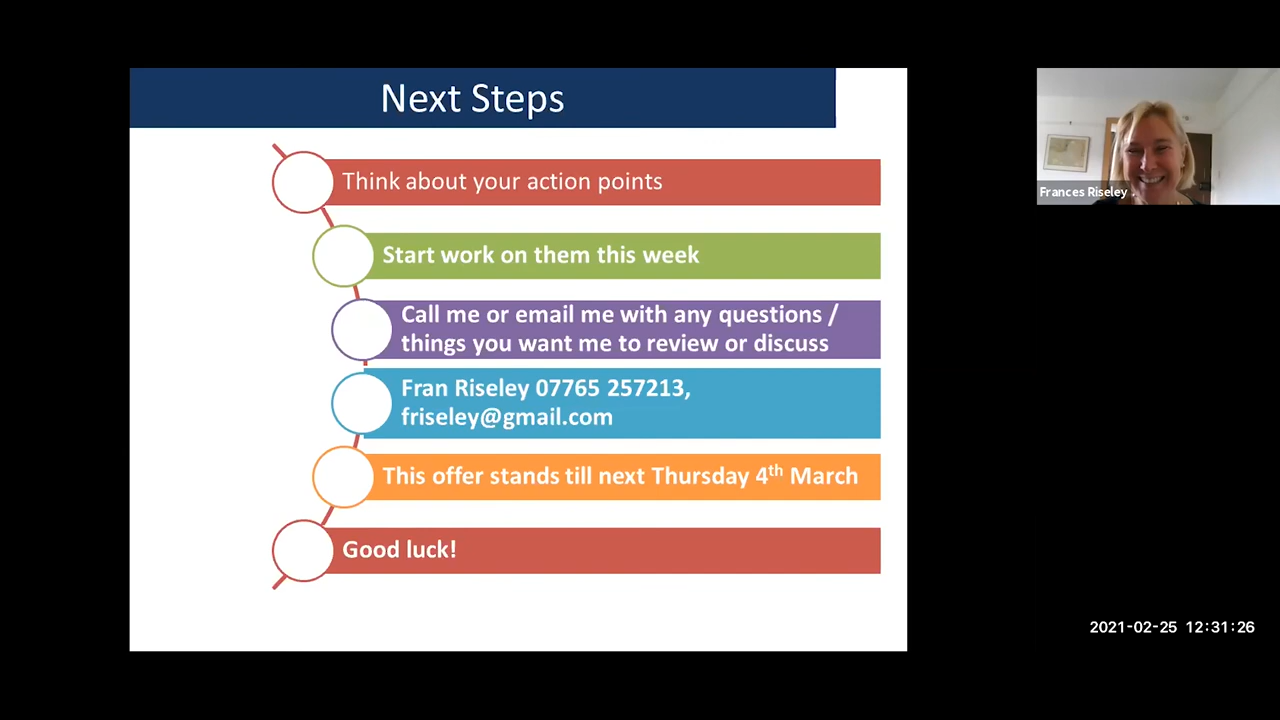 Next Steps
Think about your action points
Start work on them this week
Call me or email me with any questions /
things you want me to review or discuss
Fran Riseley 07765 257213,
friseley@gmail.com
This offer stands till next Thursday 4th March
Good luck!
Frances Riseley
2021-02-25 12:31:26